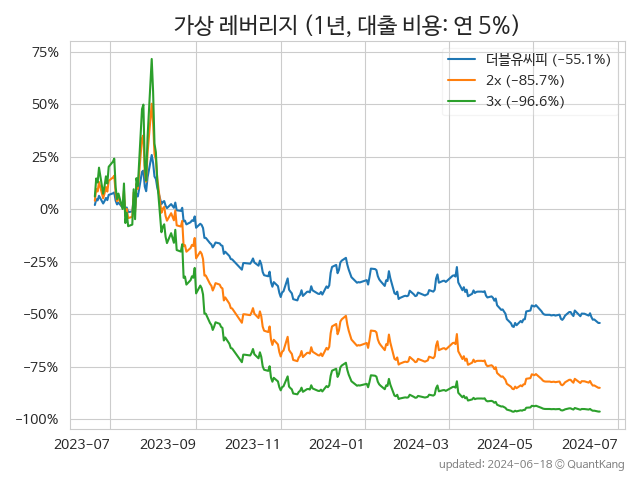 가상 레버리지 (1년, 대출 비용: 연 5%)
75%
50%
25%
0%
−25%
−50%
−75%
−100%
더블유씨피 (−55.1%)
2x (−85.7%)
3x (−96.6%)
2023-07 2023-09 2023-11 2024-01 2024-03 2024-05 2024-07
updated: 2024-06-18 © QuantKang